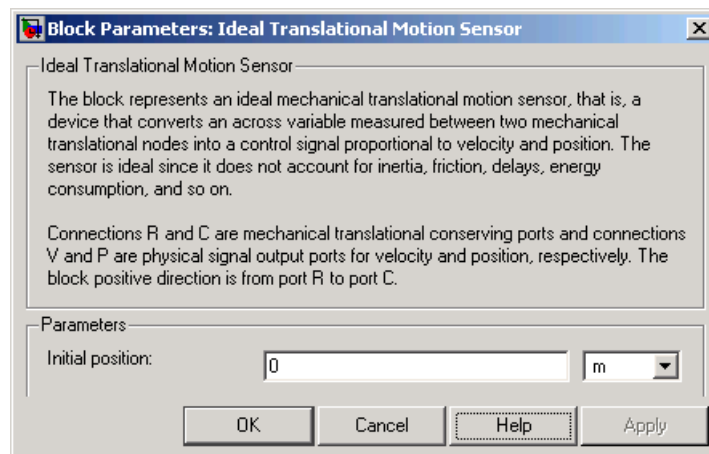 Block Parameters: Ideal Translational Motion Sensor
Ideal Translational Motion Sensor
The block represents an ideal mechanical translational motion sensor, that is, a
device that converts an across variable measured between two mechanical
translational nodes into a control signal proportional to velocity and position. The
sensor is ideal since it does not account for inertia, friction, delays, energy
consumption, and so on.
Connections R and C are mechanical translational conserving ports and connections
V and P are physical signal output ports for velocity and position, respectively. The
block positive direction is from port R to port C.
Parameters
Initial position: 0 m
OK Cancel Help Apply